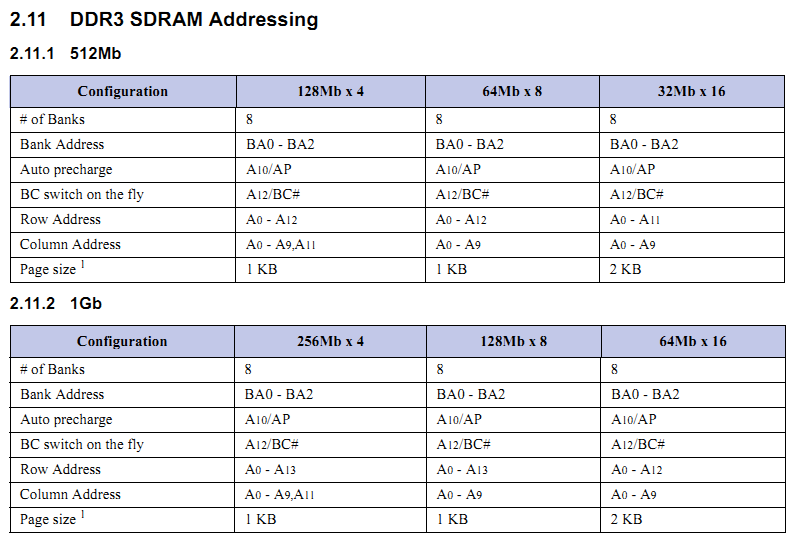 2.11 DDR3 SDRAM Addressing
2.11.1 512Mb
Configuration 128Mb x 4 64Mb x 8 32Mb x 16
# of Banks 8 8 8
Bank Address BA0 - BA2 BA0 - BA2 BA0 - BA2
Auto precharge A10/AP A10/AP A10/AP
BC switch on the fly A12/BC# A12/BC# A12/BC#
Row Address A0 - A12 A0 - A12 A0 - A11
Column Address A0 - A9,A11 A0 - A9 A0 - A9
Page size 1 1 KB 1 KB 2 KB
2.11.2 1Gb
Configuration 256Mb x 4 128Mb x 8 64Mb x 16
# of Banks 8 8 8
Bank Address BA0 - BA2 BA0 - BA2 BA0 - BA2
Auto precharge A10/AP A10/AP A10/AP
BC switch on the fly A12/BC# A12/BC# A12/BC#
Row Address A0 - A13 A0 - A13 A0 - A12
Column Address A0 - A9,A11 A0 - A9 A0 - A9
Page size 1 1 KB 1 KB 2 KB